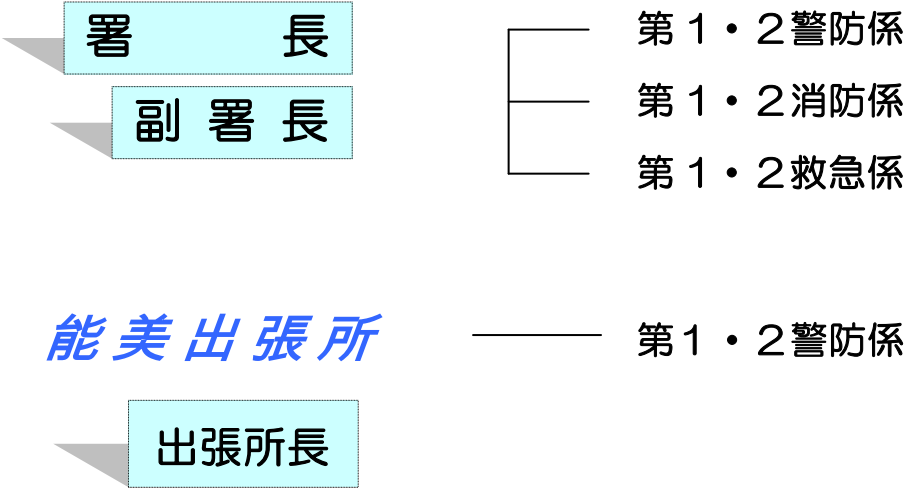 署　　　長
第１・２警防係
副 署 長
第１・２消防係
第１・２救急係
能美出張所
第１・２警防係
出張所長